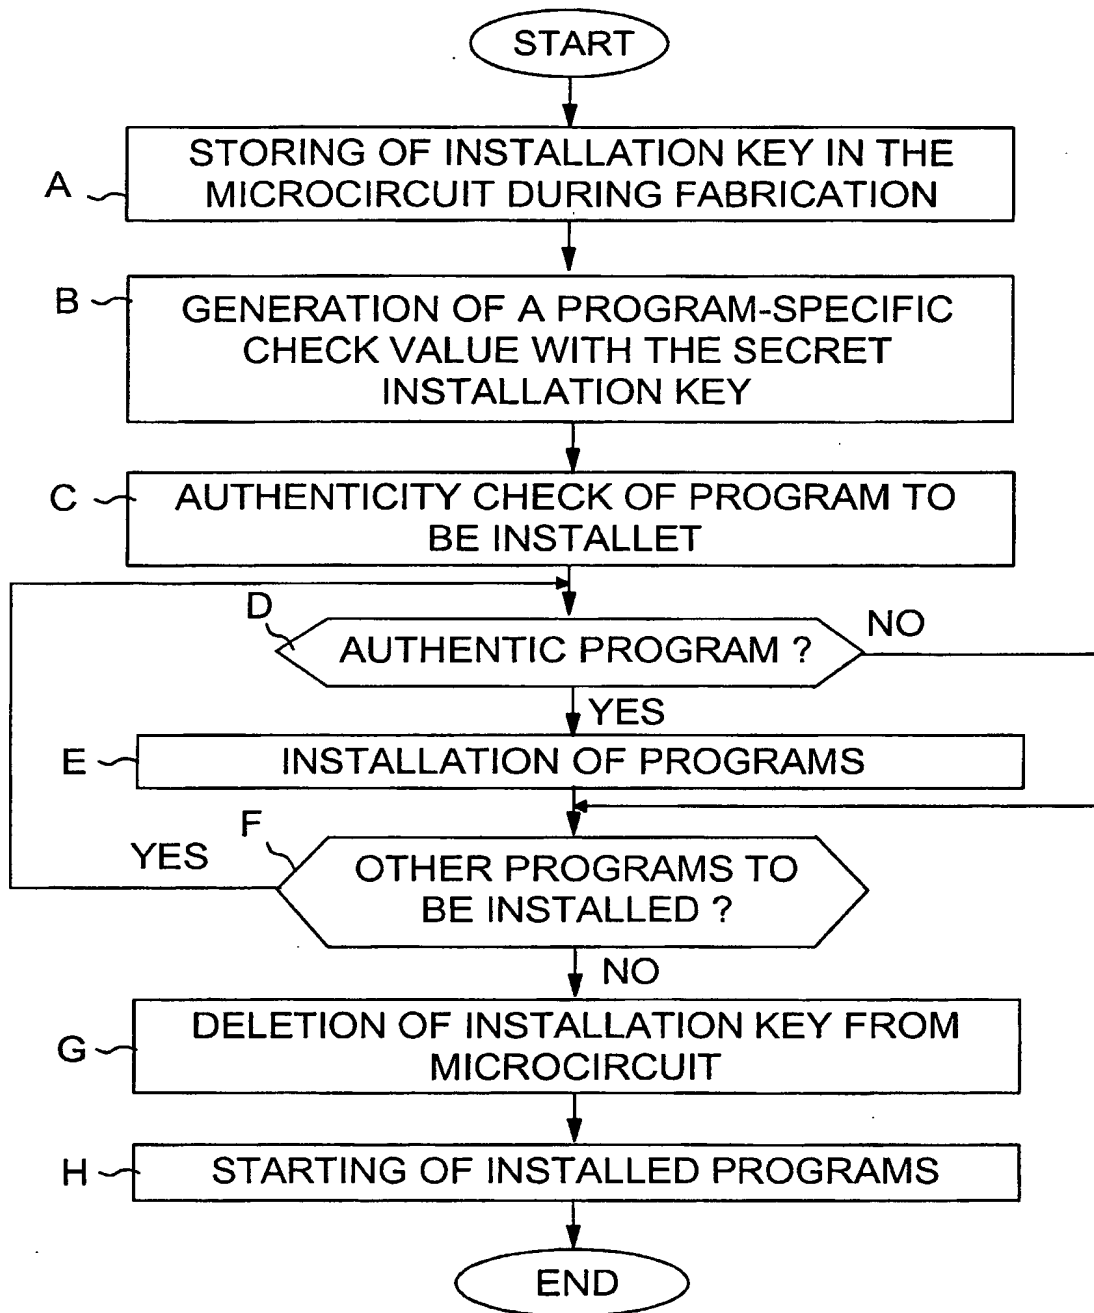 START
A
STORING OF INSTALLATION KEY IN THE
MICROCIRCUIT DURING FABRICATION
B
GENERATION OF A PROGRAM-SPECIFIC
CHECK VALUE WITH THE SECRET
INSTALLATION KEY
C
AUTHENTICITY CHECK OF PROGRAM TO
BE INSTALLET
D
AUTHENTIC PROGRAM ?
NO
YES
E
INSTALLATION OF PROGRAMS
F
YES
OTHER PROGRAMS TO
BE INSTALLED ?
NO
G
DELETION OF INSTALLATION KEY FROM
MICROCIRCUIT
H
STARTING OF INSTALLED PROGRAMS
END